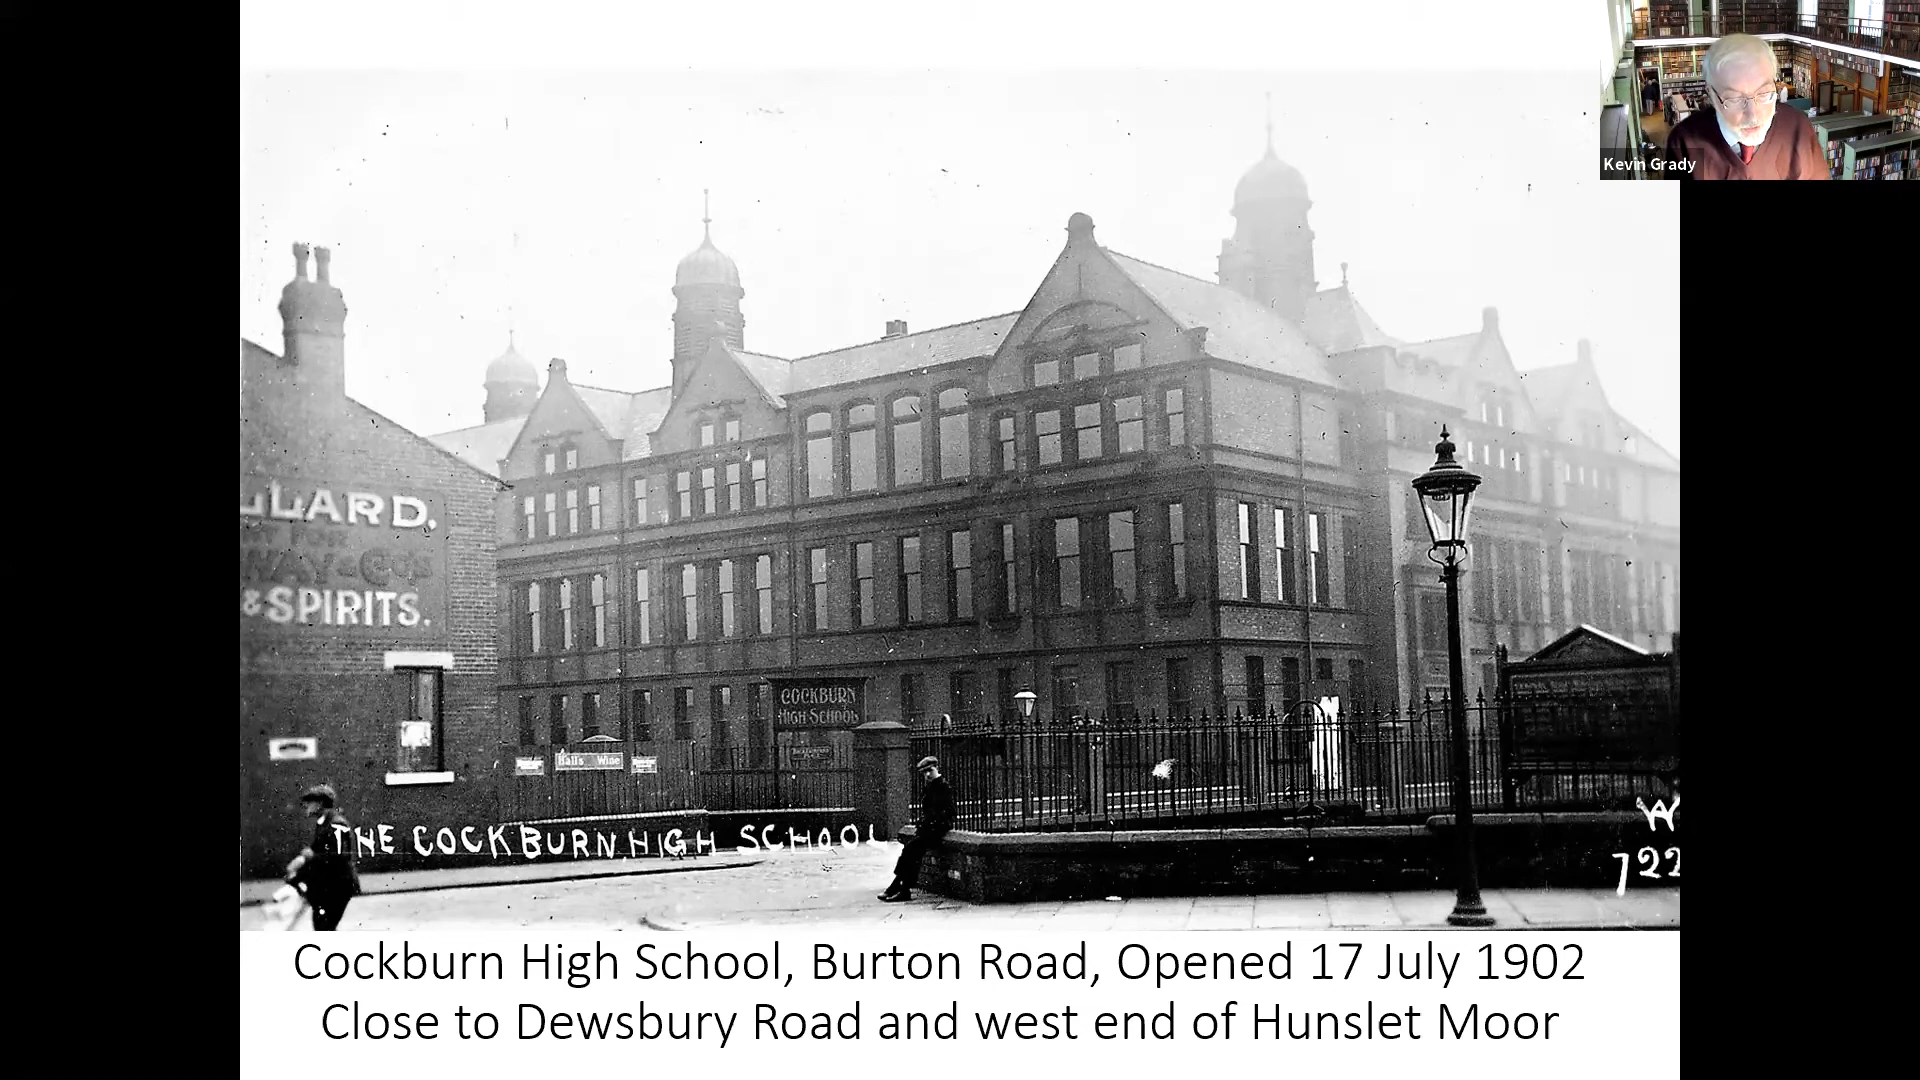 Kevin Grady
LLARD.
& SPIRITS.
COCKBURN
HIGH SCHOOL
Hall's Wine
THE COCKBURN HIGH SCHOOL
W
722
Cockburn High School, Burton Road, Opened 17 July 1902
Close to Dewsbury Road and west end of Hunslet Moor